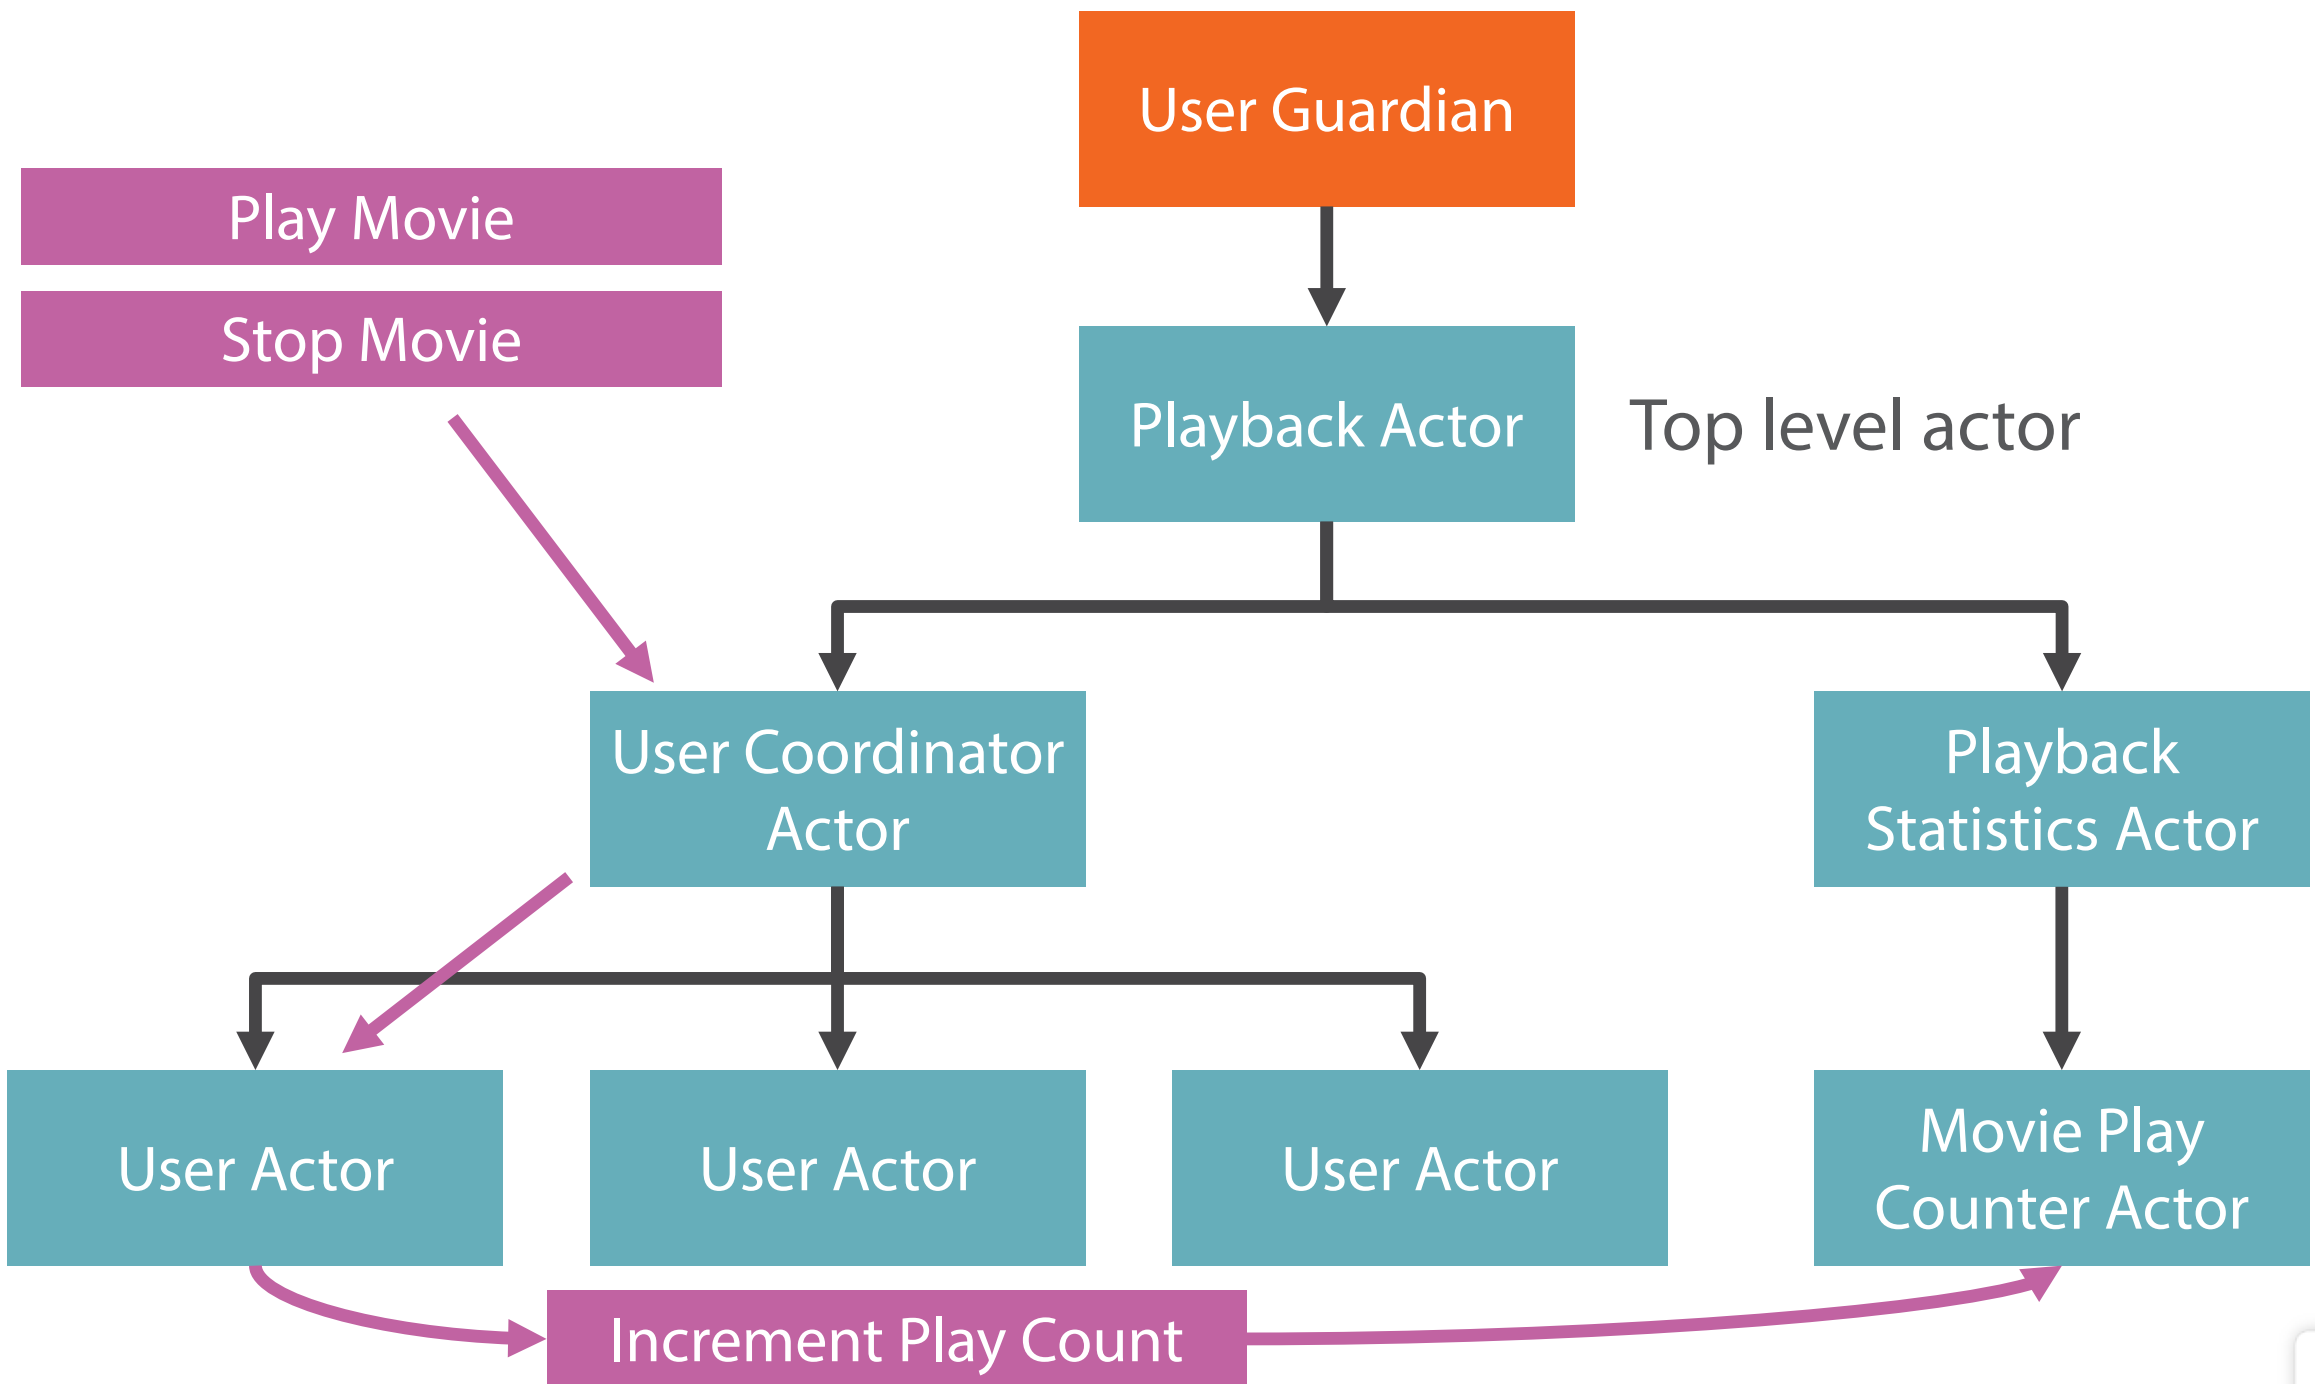 User Guardian
Play Movie
Stop Movie
Playback Actor
Top level actor
User Coordinator
Actor
Playback
Statistics Actor
User Actor
User Actor
User Actor
Movie Play
Counter Actor
Increment Play Count